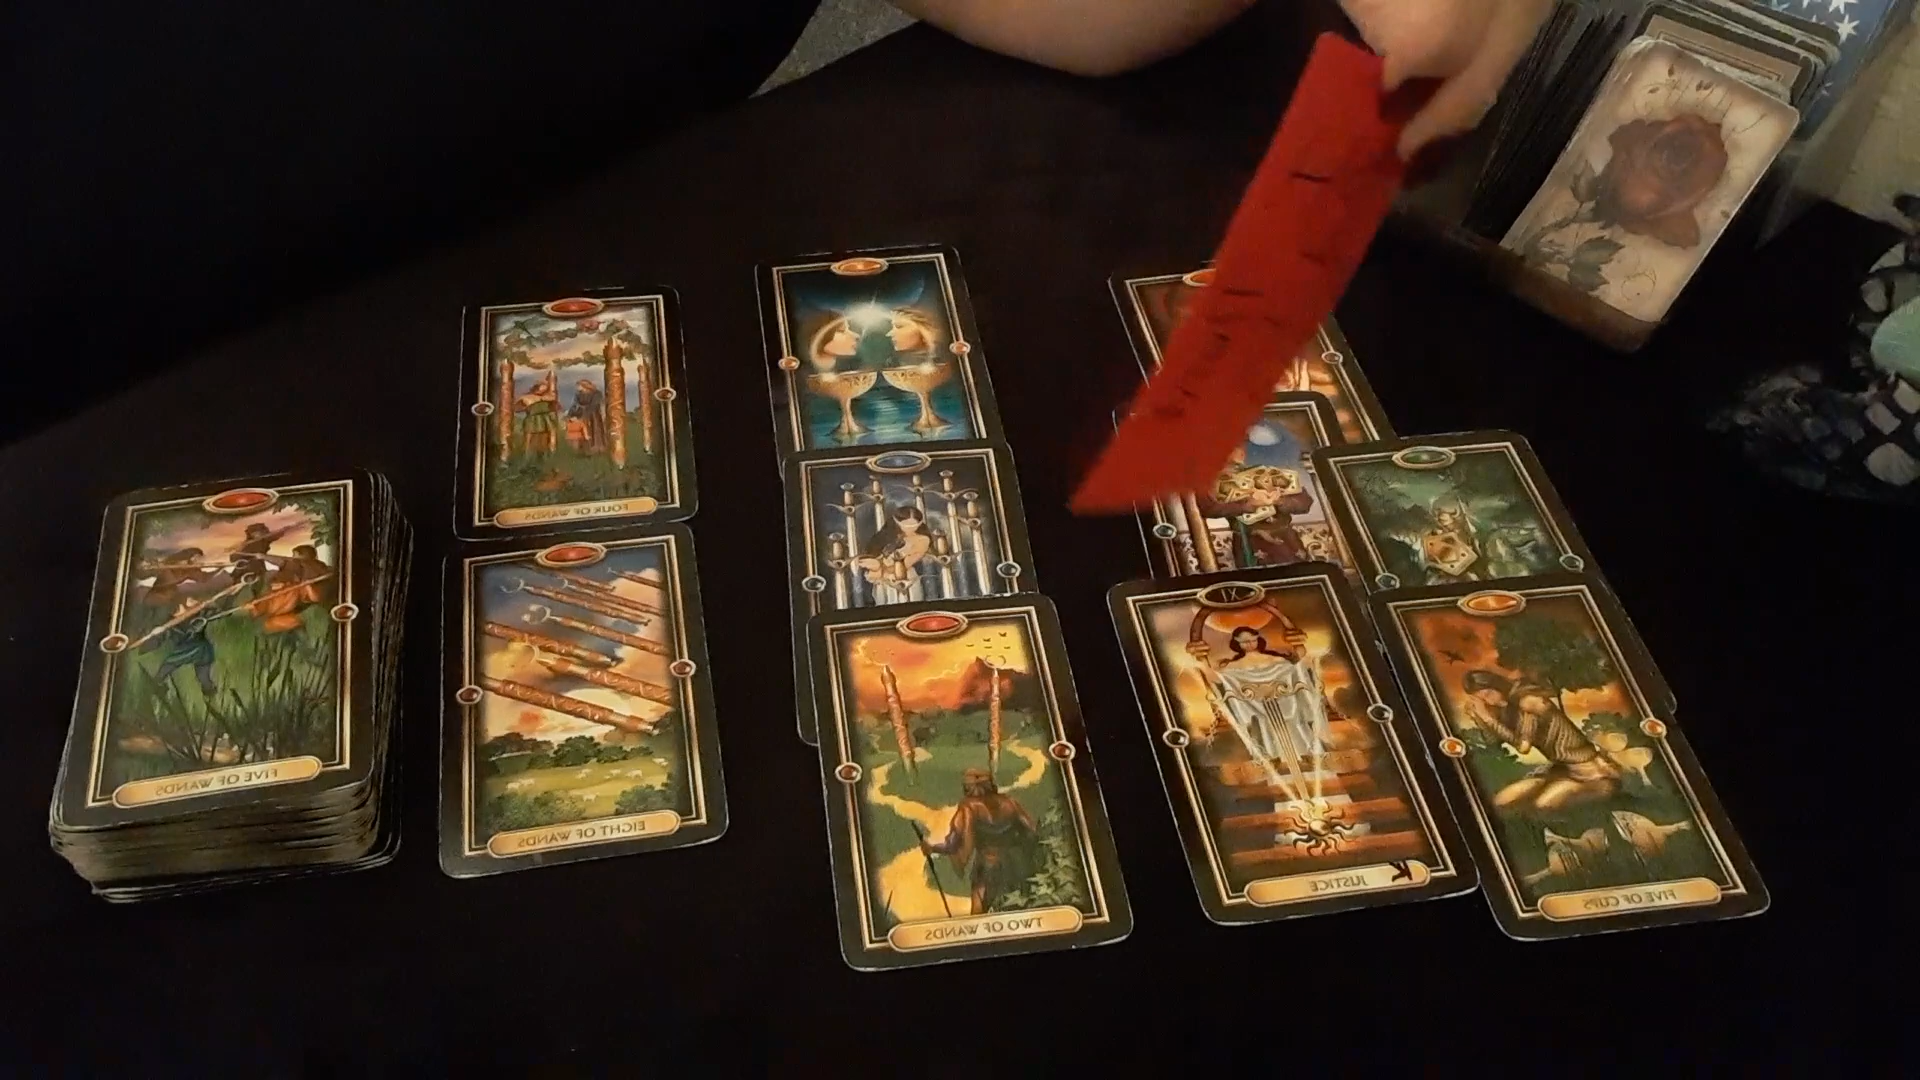 FOUR OF WANDS
FIVE OF WANDS
EIGHT OF WANDS
TWO OF WANDS
XI
JUSTICE
FIVE OF CUPS